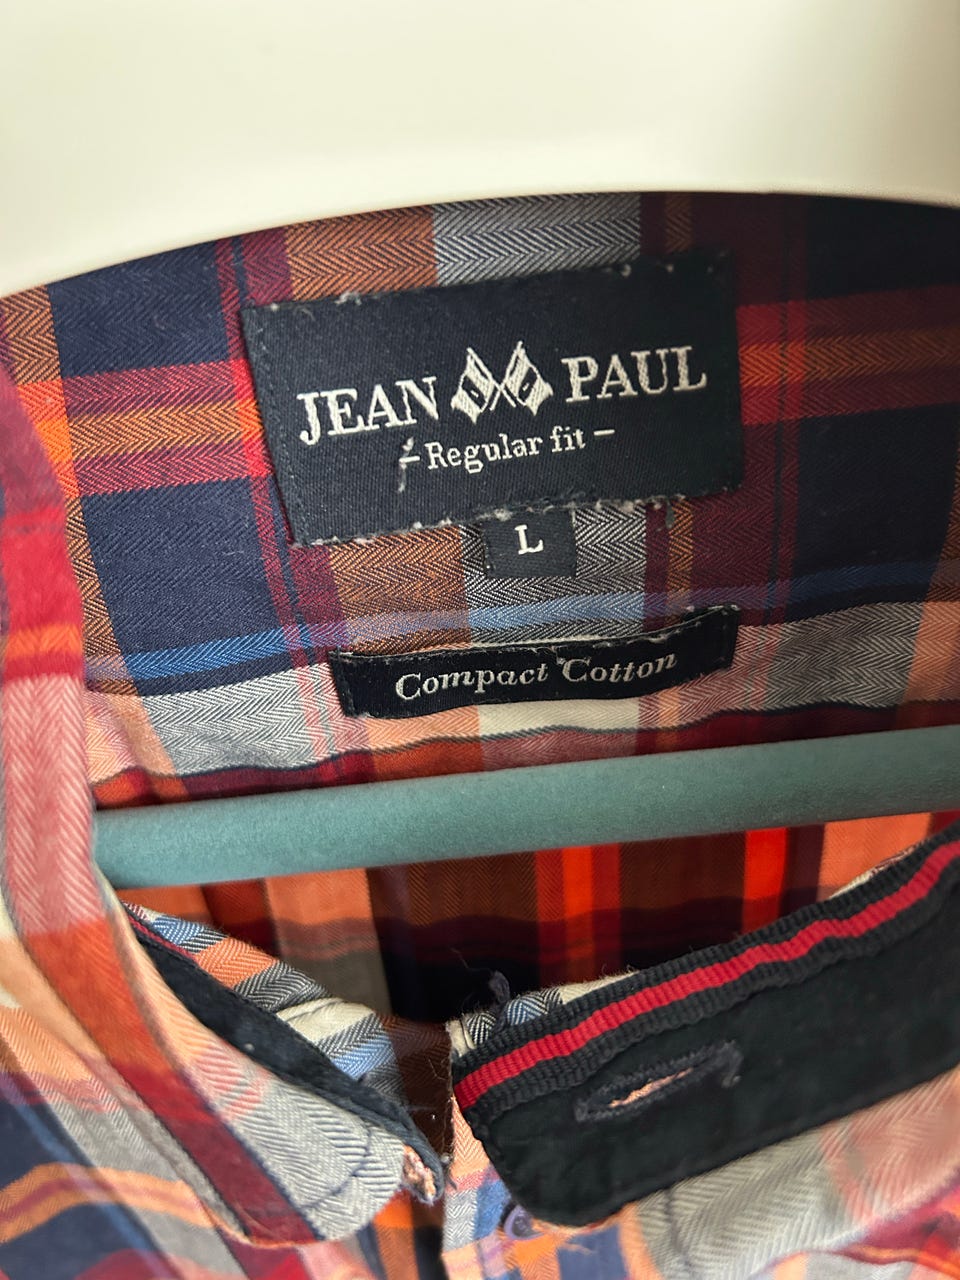 JEAN PAUL
- Regular fit -
L
Compact Cotton